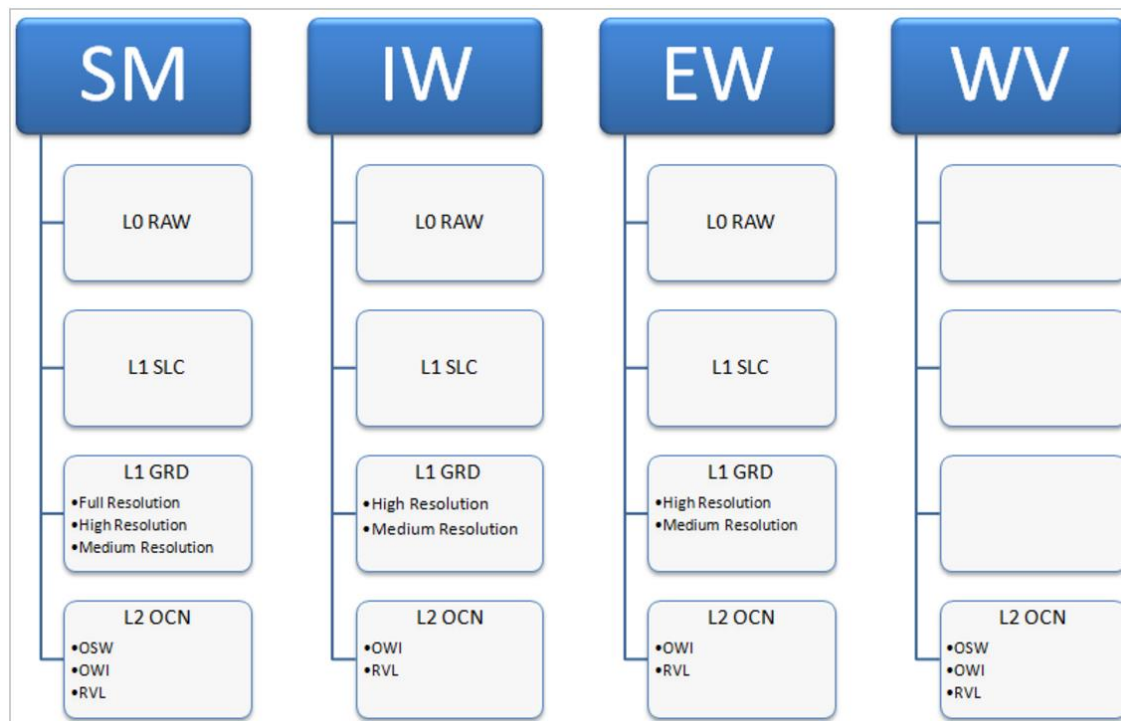 SM
L0 RAW
L1 SLC
L1 GRD
•Full Resolution
•High Resolution
•Medium Resolution
L2 OCN
•OSW
•OWI
•RVL
IW
L0 RAW
L1 SLC
L1 GRD
•High Resolution
•Medium Resolution
L2 OCN
•OWI
•RVL
EW
L0 RAW
L1 SLC
L1 GRD
•High Resolution
•Medium Resolution
L2 OCN
•OWI
•RVL
WV
L2 OCN
•OSW
•OWI
•RVL